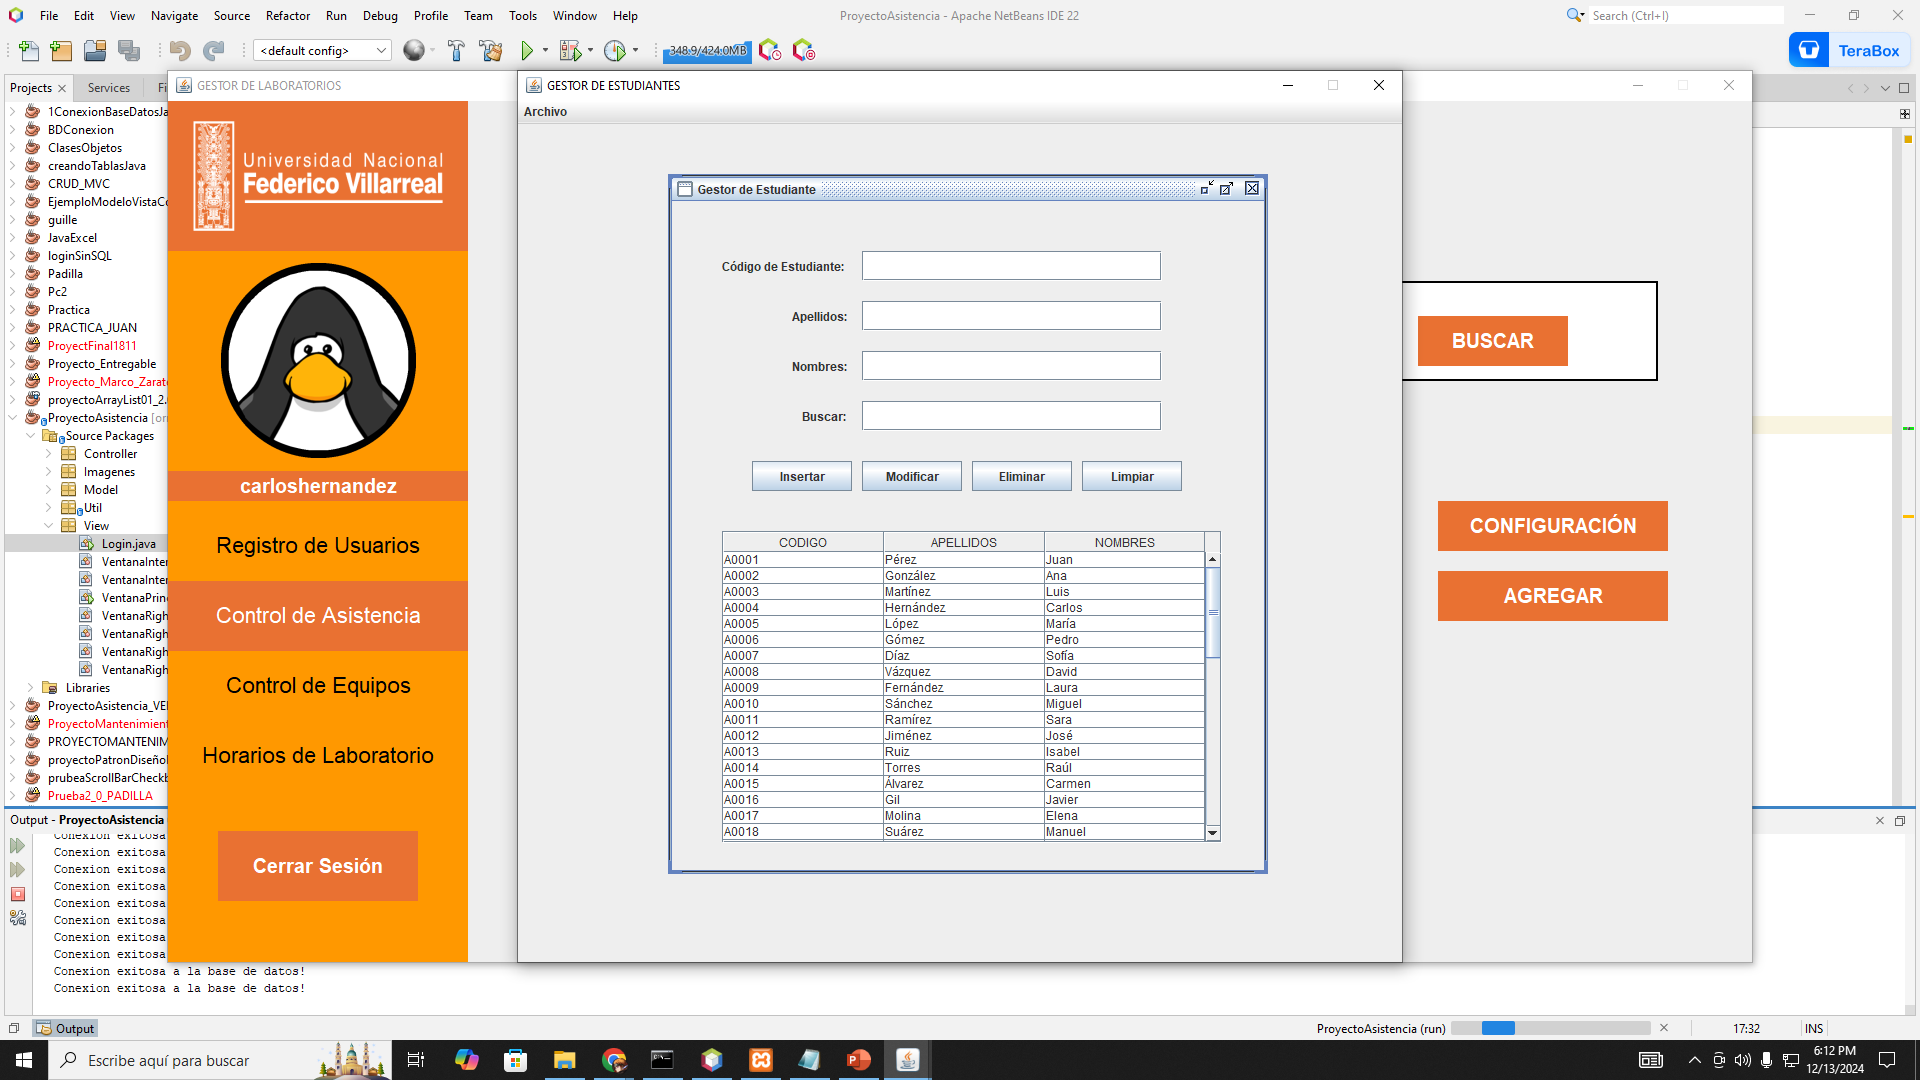 File Edit View Navigate Source Refactor Run Debug Profile Team Tools Window Help
ProyectoAsistencia - Apache NetBeans IDE 22
Search (Ctrl+I)
<default config>
348.9/424.0MB
TeraBox
Projects
Services
Fi
1ConexionBaseDatosJa
BDConexion
ClasesObjetos
creandoTablasJava
CRUD_MVC
EjemploModeloVistaCo
guille
JavaExcel
loginSinSQL
Padilla
Pc2
Practica
PRACTICA_JUAN
ProyectFinal1811
Proyecto_Entregable
Proyecto_Marco_Zarat
proyectoArrayList01_2.
ProyectoAsistencia [or
Source Packages
Controller
Imagenes
Model
Util
View
Login.java
VentanaInter
VentanaInter
VentanaPrin
VentanaRigh
VentanaRigh
VentanaRigh
VentanaRigh
Libraries
ProyectoAsistencia_VE
ProyectoMantenimient
PROYECTOMANTENIM
proyectoPatronDiseño
prubeaScrollBarCheckb
Prueba2_0_PADILLA
GESTOR DE LABORATORIOS
Universidad Nacional
Federico Villarreal
carloshernandez
Registro de Usuarios
Control de Asistencia
Control de Equipos
Horarios de Laboratorio
Cerrar Sesión
GESTOR DE ESTUDIANTES
Archivo
Gestor de Estudiante
Código de Estudiante:
Apellidos:
Nombres:
Buscar:
Insertar Modificar Eliminar Limpiar
CODIGO APELLIDOS NOMBRES
A0001 Pérez Juan
A0002 González Ana
A0003 Martínez Luis
A0004 Hernández Carlos
A0005 López María
A0006 Gómez Pedro
A0007 Díaz Sofía
A0008 Vázquez David
A0009 Fernández Laura
A0010 Sánchez Miguel
A0011 Ramírez Sara
A0012 Jiménez José
A0013 Ruiz Isabel
A0014 Torres Raúl
A0015 Álvarez Carmen
A0016 Gil Javier
A0017 Molina Elena
A0018 Suárez Manuel
BUSCAR
CONFIGURACIÓN
AGREGAR
Output - ProyectoAsistencia
Conexion exitosa
Conexion exitosa
Conexion exitosa
Conexion exitosa
Conexion exitosa
Conexion exitosa
Conexion exitosa
Conexion exitosa
Conexion exitosa a la base de datos!
Conexion exitosa a la base de datos!
Output
ProyectoAsistencia (run)
17:32
INS
Escribe aquí para buscar
6:12 PM
12/13/2024